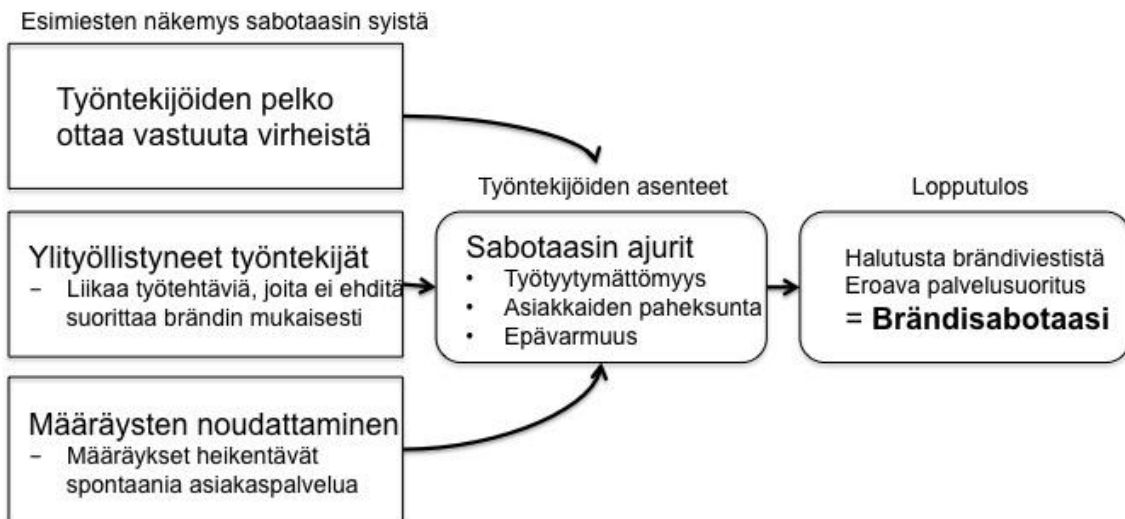 Esimiesten näkemys sabotaasin syistä
Työntekijöiden pelko
ottaa vastuuta virheistä
Ylityöllistyneet työntekijät
– Liikaa työtehtäviä, joita ei ehditä
suorittaa brändin mukaisesti
Määräysten noudattaminen
– Määräykset heikentävät
spontaania asiakaspalvelua
Työntekijöiden asenteet
Sabotaasin ajurit
• Työtyytymättömyys
• Asiakkaiden paheksunta
• Epävarmuus
Lopputulos
Halutusta brändiviestistä
Eroava palvelusuoritus
= Brändisabotaasi